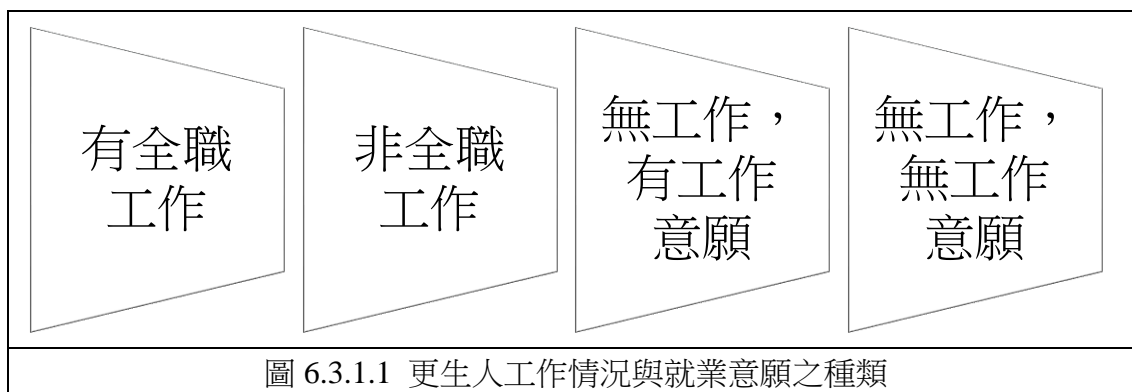 有全職
工作
非全職
工作
無工作，
有工作
意願
無工作，
無工作
意願
圖 6.3.1.1 更生人工作情況與就業意願之種類